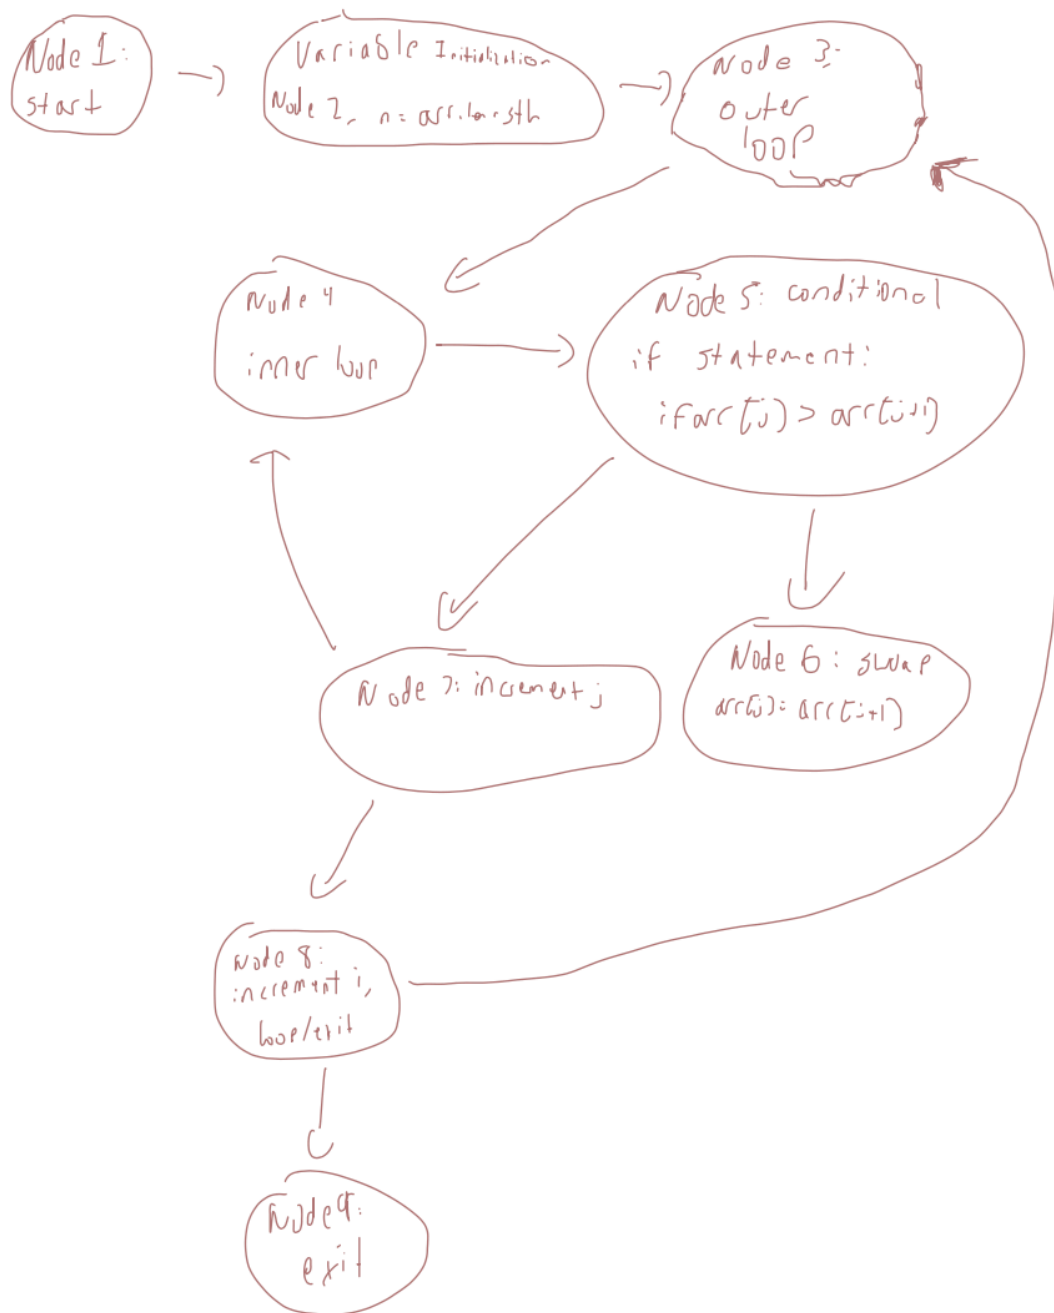 Node 1:
start
Variable Initialization
Node 2, n = arr.length
Node 3:
outer
loop
Node 4
inner loop
Node 5: conditional
if statement:
if arr[j] > arr[j+1]
Node 6: swap
arr[j] = arr[j+1]
Node 7: increment j
Node 8:
increment i,
loop/exit
Node 9:
exit